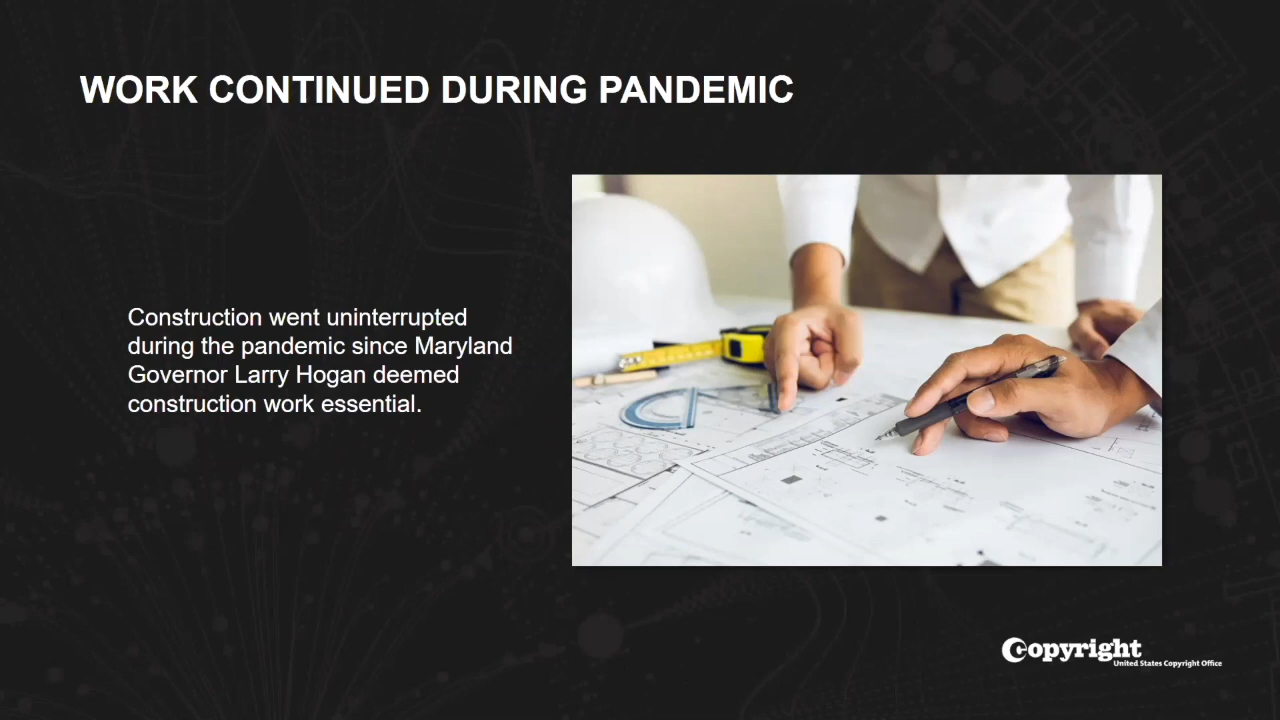 WORK CONTINUED DURING PANDEMIC
Construction went uninterrupted
during the pandemic since Maryland
Governor Larry Hogan deemed
construction work essential.
Copyright
United States Copyright Office